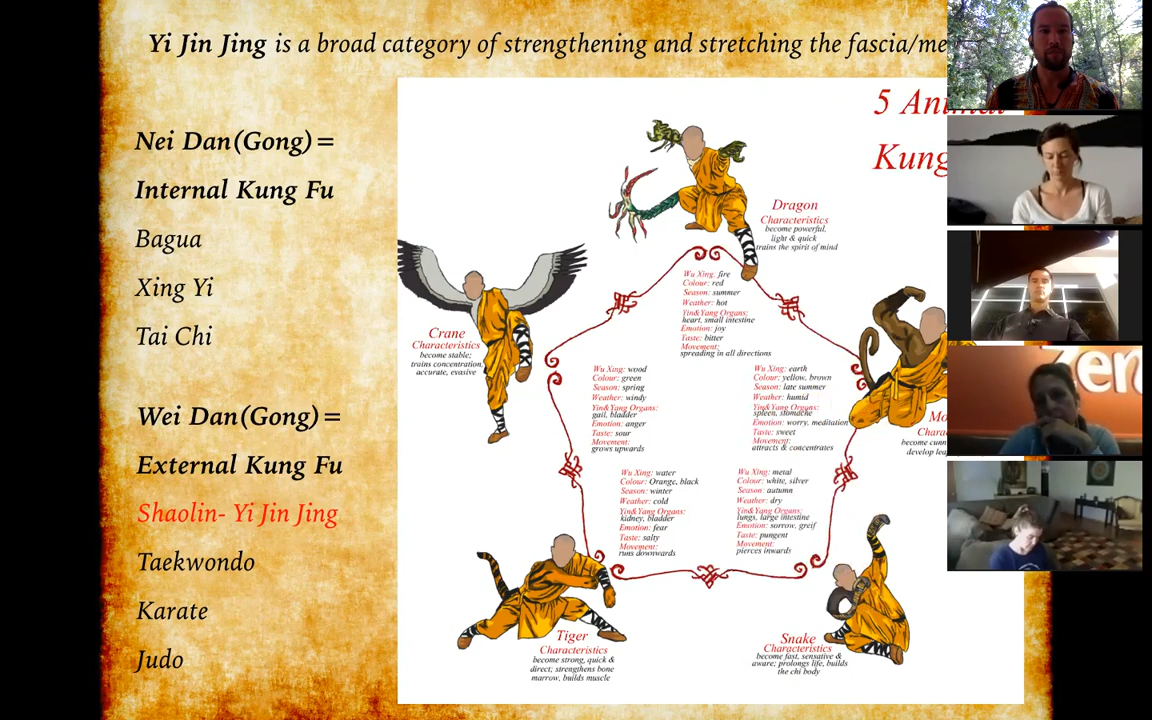 Yi Jin Jing is a broad category of strengthening and stretching the fascia/me
5 Animal
Kung
Nei Dan(Gong)=
Internal Kung Fu
Bagua
Xing Yi
Tai Chi
Wei Dan(Gong)=
External Kung Fu
Shaolin- Yi Jin Jing
Taekwondo
Karate
Judo
Dragon
Characteristics
become powerful,
light & quick
trains the spirit of mind
Crane
Characteristics
become stable;
trains concentration,
accurate, evasive
Wu Xing: fire
Colour: red
Season: summer
Weather: hot
Yin&Yang Organs:
heart, small intestine
Emotion: joy
Taste: bitter
Movement:
spreading in all directions
Wu Xing: wood
Colour: green
Season: spring
Weather: windy
Yin&Yang Organs:
gail, bladder
Emotion: anger
Taste: sour
Movement:
grows upwards
Wu Xing: earth
Colour: yellow, brown
Season: late summer
Weather: humid
Yin&Yang Organs:
spleen, stomache
Emotion: worry, meditation
Taste: sweet
Movement:
attracts & concentrates
Mo
Chara
become cunn
develop lea
Wu Xing: water
Colour: Orange, black
Season: winter
Weather: cold
Yin&Yang Organs:
kidney, bladder
Emotion: fear
Taste: salty
Movement:
runs downwards
Wu Xing: metal
Colour: white, silver
Season: autumn
Weather: dry
Yin&Yang Organs:
lungs, large intestine
Emotion: sorrow, greif
Taste: pungent
Movement:
pierces inwards
Tiger
Characteristics
become strong, quick &
direct; strengthens bone
marrow, builds muscle
Snake
Characteristics
become fast, sensitive &
aware; prolongs life, builds
the chi body
zen